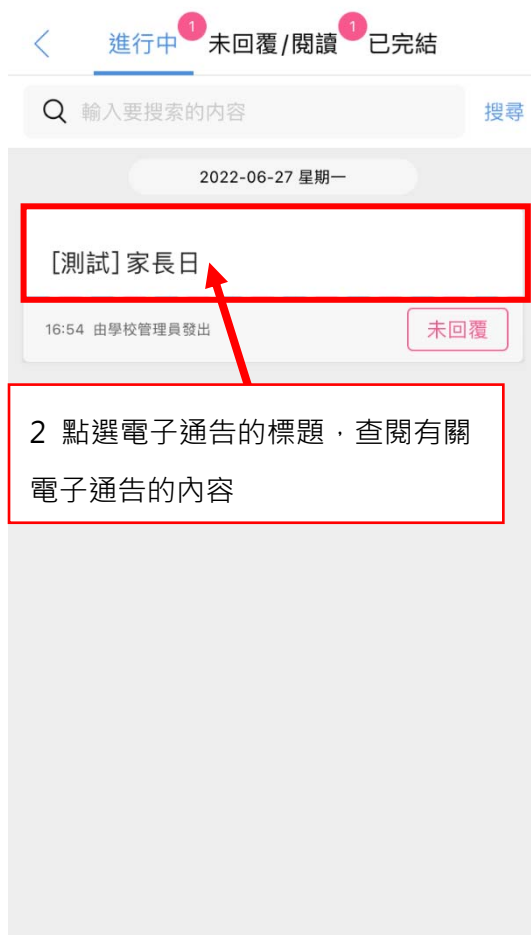 進行中 1 未回覆/閱讀 1 已完結
輸入要搜索的內容 搜尋
2022-06-27 星期一
[測試] 家長日
16:54 由學校管理員發出 未回覆
2 點選電子通告的標題，查閱有關
電子通告的內容